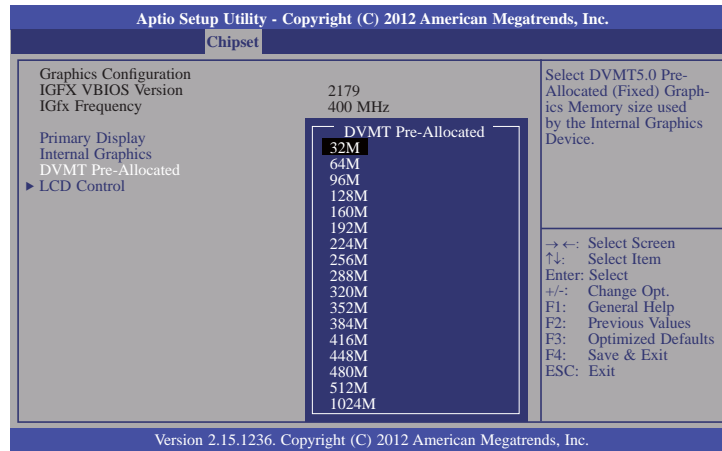 Aptio Setup Utility - Copyright (C) 2012 American Megatrends, Inc.
Chipset
Graphics Configuration
IGFX VBIOS Version 2179
IGfx Frequency 400 MHz
Primary Display
Internal Graphics
DVMT Pre-Allocated
▶ LCD Control
DVMT Pre-Allocated
32M
64M
96M
128M
160M
192M
224M
256M
288M
320M
352M
384M
416M
448M
480M
512M
1024M
Select DVMT5.0 Pre-
Allocated (Fixed) Graph-
ics Memory size used
by the Internal Graphics
Device.
→ ←: Select Screen
↑↓: Select Item
Enter: Select
+/-: Change Opt.
F1: General Help
F2: Previous Values
F3: Optimized Defaults
F4: Save & Exit
ESC: Exit
Version 2.15.1236. Copyright (C) 2012 American Megatrends, Inc.